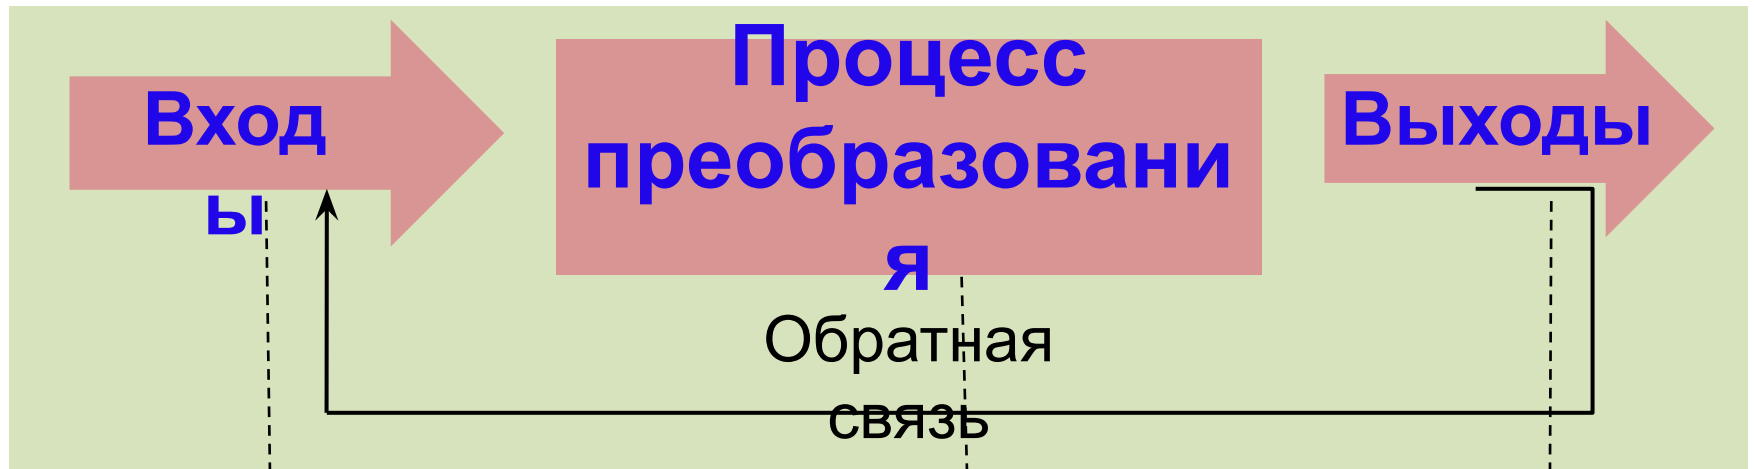 Вход
ы
Процесс
преобразовани
я
Выходы
Обратная
связь